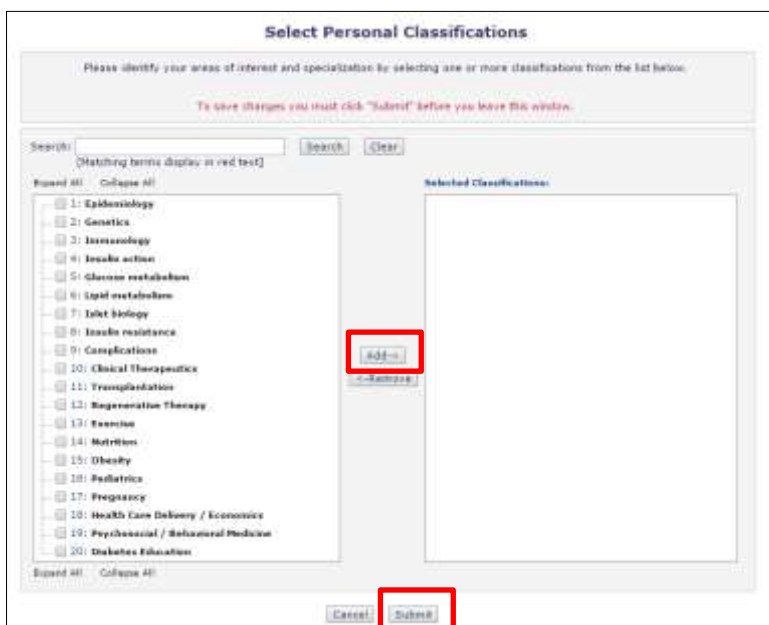 Select Personal Classifications
Please identify your areas of interest and specialization by selecting one or more classifications from the list below.
To save changes you must click "Submit" before you leave this window.
Search: Search Clear
[Matching terms display in red text]
Expand All Collapse All Selected Classifications:
1: Epidemiology
2: Genetics
3: Immunology
4: Insulin action
5: Glucose metabolism
6: Lipid metabolism
7: Islet biology
8: Insulin resistance
9: Complications
10: Clinical Therapeutics
11: Transplantation
12: Regenerative Therapy
13: Exercise
14: Nutrition
15: Obesity
16: Pediatrics
17: Pregnancy
18: Health Care Delivery / Economics
19: Psychosocial / Behavioral Medicine
20: Diabetes Education
Add->
<-Remove
Expand All Collapse All
Cancel Submit